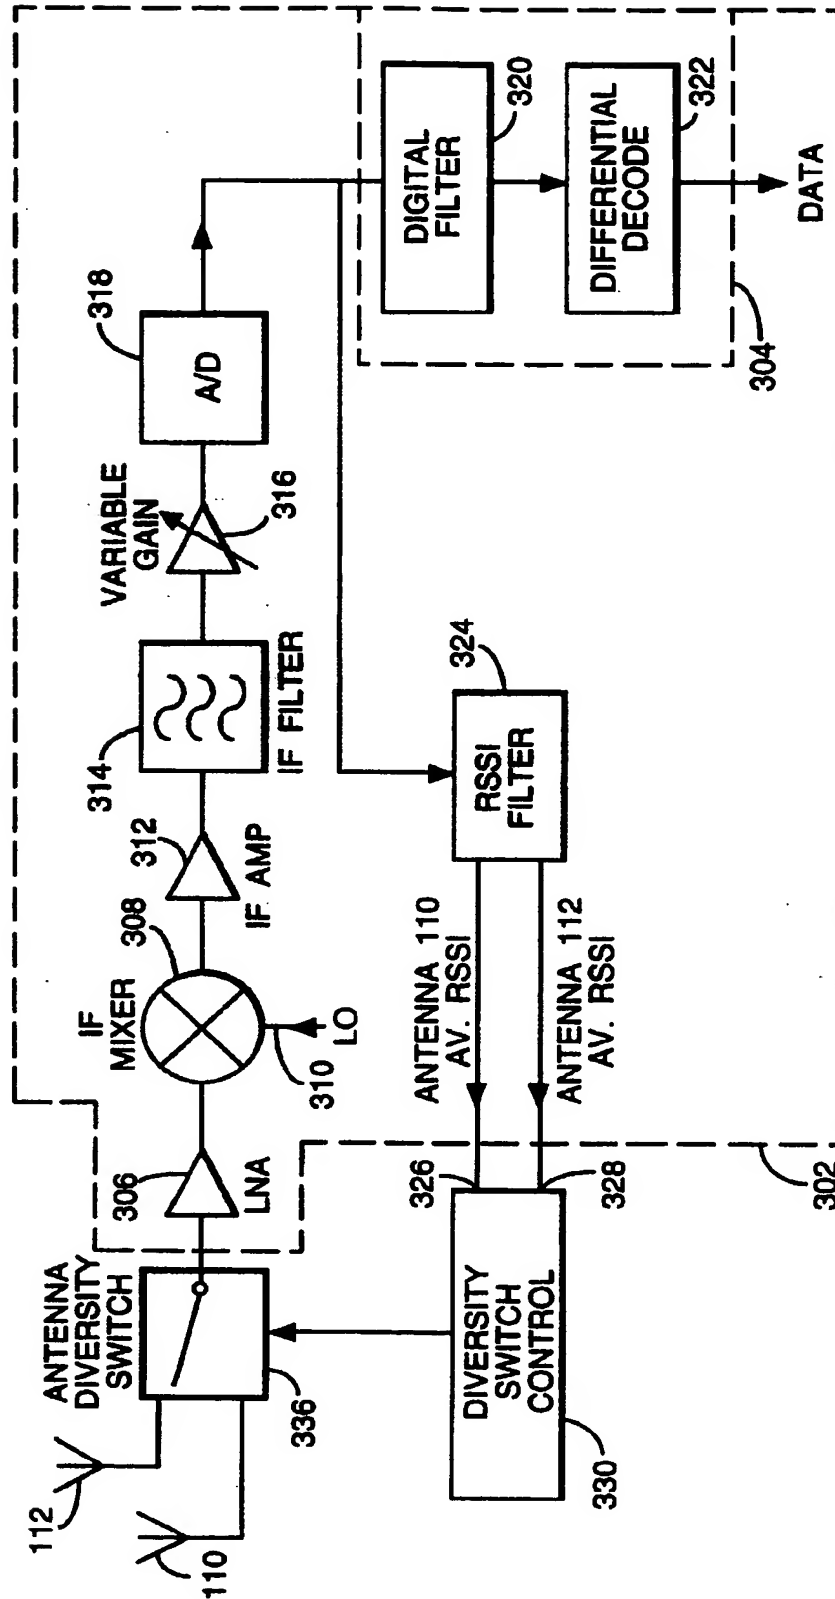 112
110
ANTENNA
DIVERSITY
SWITCH
336
306
LNA
IF
MIXER
308
310
LO
312
IF AMP
314
IF FILTER
VARIABLE
GAIN
316
318
A/D
DIGITAL
FILTER
320
DIFFERENTIAL
DECODE
322
304
DATA
RSSI
FILTER
324
ANTENNA 110
AV. RSSI
ANTENNA 112
AV. RSSI
326
328
DIVERSITY
SWITCH
CONTROL
330
302